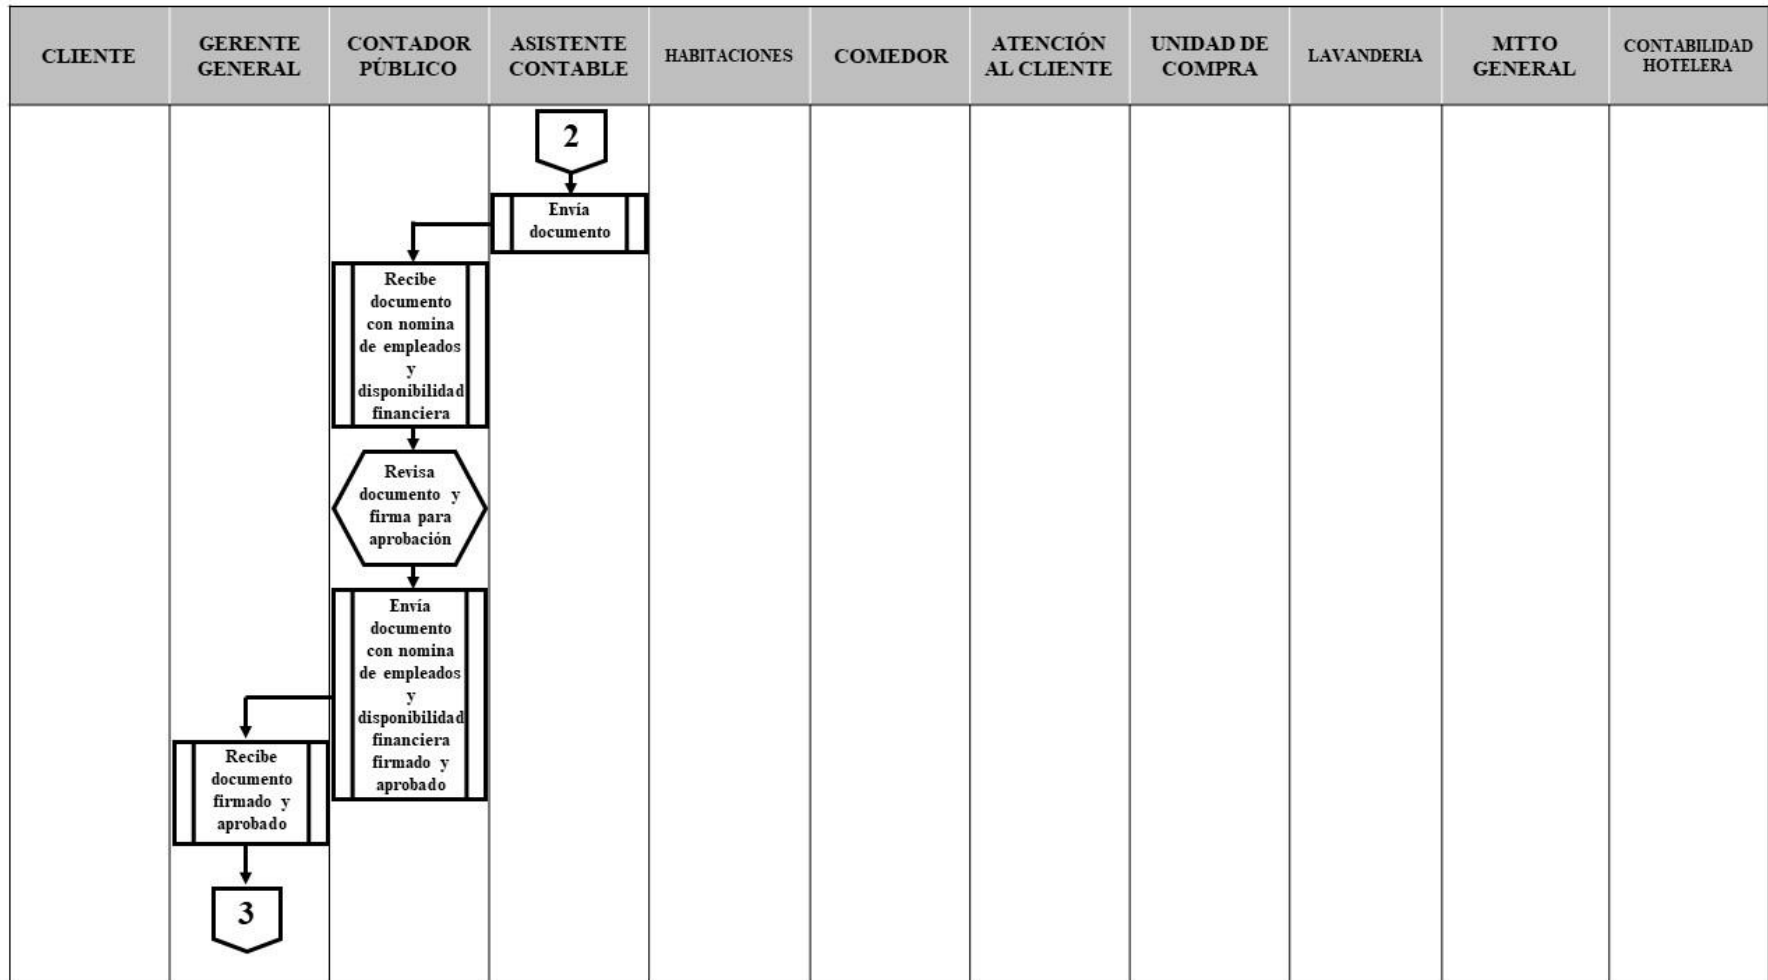 CLIENTE
GERENTE
GENERAL
CONTADOR
PÚBLICO
ASISTENTE
CONTABLE
HABITACIONES
COMEDOR
ATENCIÓN
AL CLIENTE
UNIDAD DE
COMPRA
LAVANDERIA
MTTO
GENERAL
CONTABILIDAD
HOTELERA
2
Envía
documento
Recibe
documento
con nomina
de empleados
y
disponibilidad
financiera
Revisa
documento y
firma para
aprobación
Envía
documento
con nomina
de empleados
y
disponibilidad
financiera
firmado y
aprobado
Recibe
documento
firmado y
aprobado
3